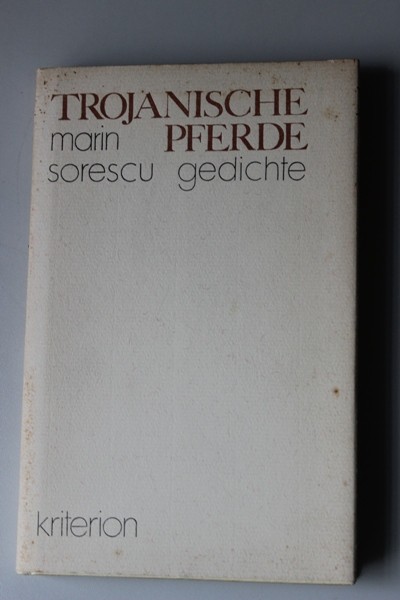 TROJANISCHE
marin PFERDE
sorescu gedichte
kriterion